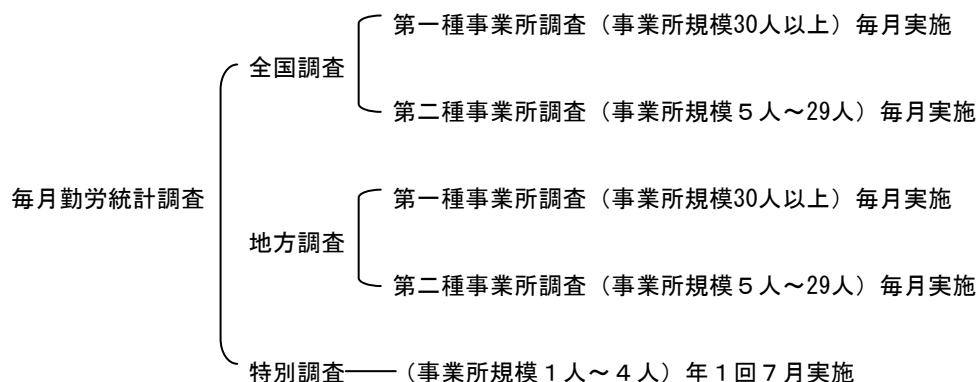 第一種事業所調査（事業所規模30人以上）毎月実施
全国調査
第二種事業所調査（事業所規模５人～29人）毎月実施
毎月勤労統計調査
第一種事業所調査（事業所規模30人以上）毎月実施
地方調査
第二種事業所調査（事業所規模５人～29人）毎月実施
特別調査（事業所規模１人～４人）年１回７月実施